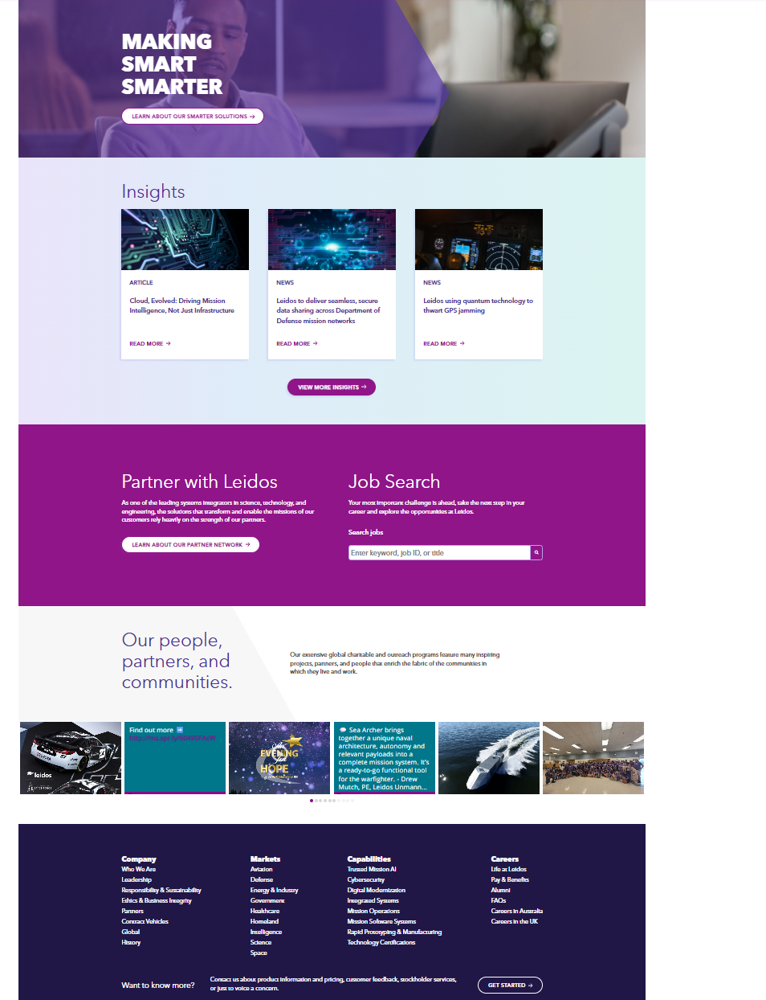 MAKING
SMART
SMARTER
LEARN ABOUT OUR SMARTER SOLUTIONS →
Insights
ARTICLE
Cloud, Evolved: Driving Mission
Intelligence, Not Just Infrastructure
READ MORE →
NEWS
Leidos to deliver seamless, secure
data sharing across Department of
Defense mission networks
READ MORE →
NEWS
Leidos using quantum technology to
thwart GPS jamming
READ MORE →
VIEW MORE INSIGHTS →
Partner with Leidos
As one of the leading systems integrators in science, technology, and
engineering, the solutions that transform and enable the missions of our
customers rely heavily on the strength of our partners.
LEARN ABOUT OUR PARTNER NETWORK →
Job Search
Your most important challenge is ahead, take the next step in your
career and explore the opportunities at Leidos.
Search jobs
Enter keyword, job ID, or title
Our people,
partners, and
communities.
Our extensive global charitable and outreach programs feature many inspiring
projects, partners, and people that enrich the fabric of the communities in
which they live and work.
leidos
Find out more ➡
An
EVENING
for
HOPE
💬 Sea Archer brings
together a unique naval
architecture, autonomy and
relevant payloads into a
complete mission system. It's
a ready-to-go functional tool
for the warfighter. - Drew
Mutch, PE, Leidos Unmann...
Company
Who We Are
Leadership
Responsibility & Sustainability
Ethics & Business Integrity
Partners
Contract Vehicles
Global
History
Markets
Aviation
Defense
Energy & Industry
Government
Healthcare
Homeland
Intelligence
Science
Space
Capabilities
Trusted Mission AI
Cybersecurity
Digital Modernization
Integrated Systems
Mission Operations
Mission Software Systems
Rapid Prototyping & Manufacturing
Technology Certifications
Careers
Life at Leidos
Pay & Benefits
Alumni
FAQs
Careers in Australia
Careers in the UK
Want to know more?
Contact us about product information and pricing, customer feedback, stockholder services,
or just to voice a concern.
GET STARTED →